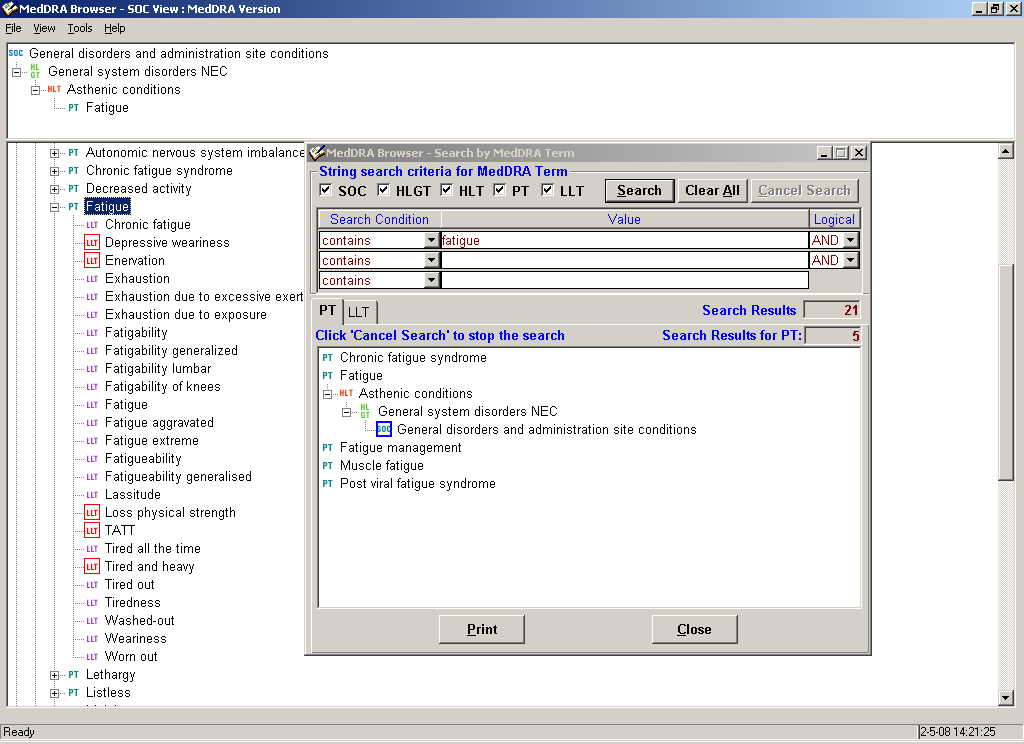 MedDRA Browser - SOC View : MedDRA Version
File View Tools Help
SOC General disorders and administration site conditions
HLGT General system disorders NEC
HLT Asthenic conditions
PT Fatigue
PT Autonomic nervous system imbalance
PT Chronic fatigue syndrome
PT Decreased activity
PT Fatigue
LLT Chronic fatigue
LLT Depressive weariness
LLT Enervation
LLT Exhaustion
LLT Exhaustion due to excessive exert
LLT Exhaustion due to exposure
LLT Fatigability
LLT Fatigability generalized
LLT Fatigability lumbar
LLT Fatigability of knees
LLT Fatigue
LLT Fatigue aggravated
LLT Fatigue extreme
LLT Fatigueability
LLT Fatigueability generalised
LLT Lassitude
LLT Loss physical strength
LLT TATT
LLT Tired all the time
LLT Tired and heavy
LLT Tired out
LLT Tiredness
LLT Washed-out
LLT Weariness
LLT Worn out
PT Lethargy
PT Listless
MedDRA Browser - Search by MedDRA Term
String search criteria for MedDRA Term
SOC HLGT HLT PT LLT Search Clear All Cancel Search
Search Condition Value Logical
contains fatigue AND
contains AND
contains
PT LLT Search Results 21
Click 'Cancel Search' to stop the search Search Results for PT: 5
PT Chronic fatigue syndrome
PT Fatigue
HLT Asthenic conditions
HLGT General system disorders NEC
SOC General disorders and administration site conditions
PT Fatigue management
PT Muscle fatigue
PT Post viral fatigue syndrome
Print Close
Ready 2-5-08 14:21:25